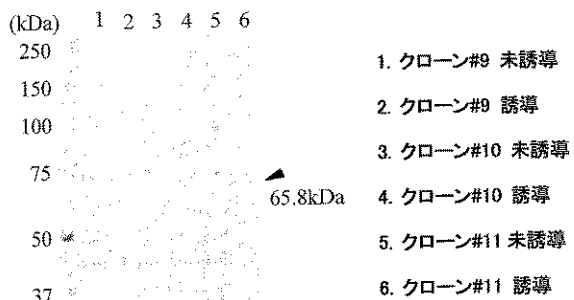 (kDa) 1 2 3 4 5 6
250
150
100
75
65.8kDa
50
37
1. クローン#9 未誘導
2. クローン#9 誘導
3. クローン#10 未誘導
4. クローン#10 誘導
5. クローン#11 未誘導
6. クローン#11 誘導